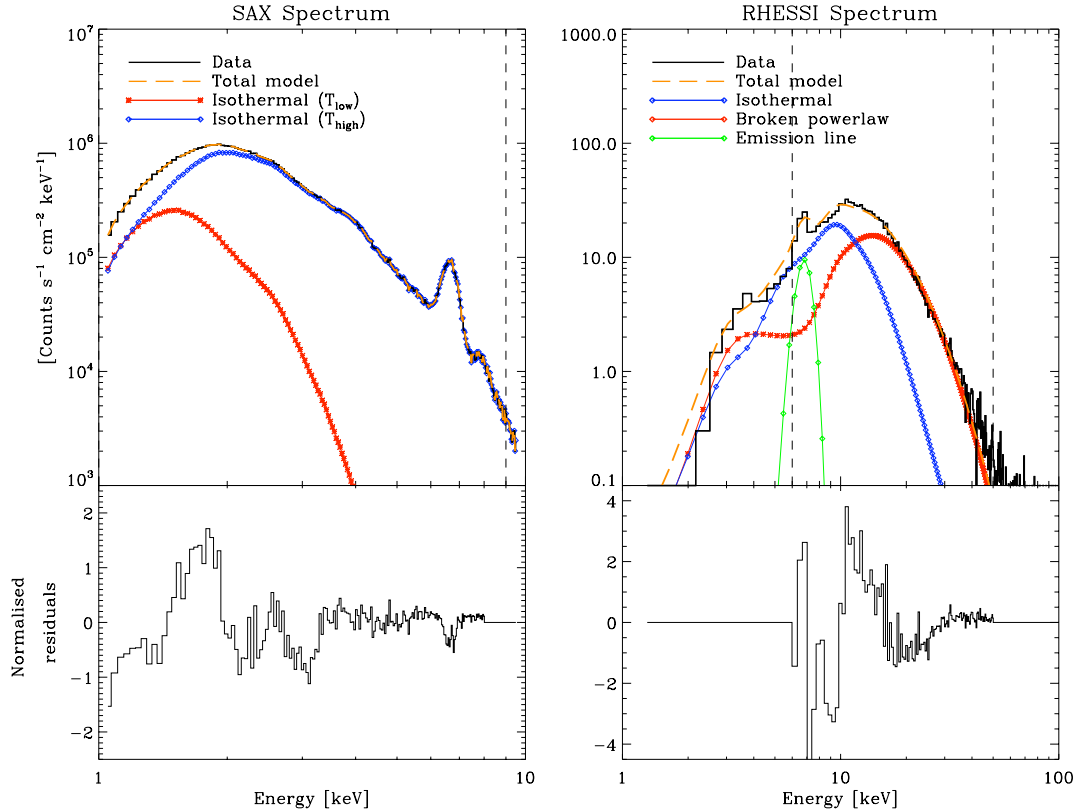 SAX Spectrum
10⁷
10⁶
10⁵
10⁴
10³
[Counts s⁻¹ cm⁻² keV⁻¹]
Data
Total model
Isothermal (T_low)
Isothermal (T_high)
2
1
0
−1
−2
Normalised
residuals
1
10
Energy [keV]
RHESSI Spectrum
1000.0
100.0
10.0
1.0
0.1
Data
Total model
Isothermal
Broken powerlaw
Emission line
4
2
0
−2
−4
1
10
100
Energy [keV]